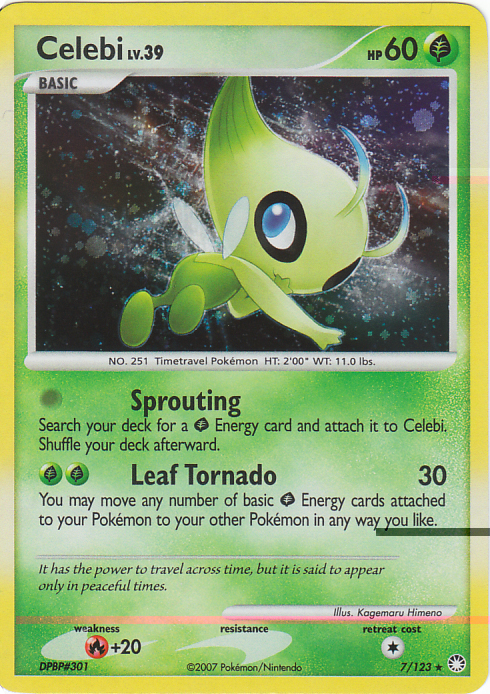 Celebi LV.39 HP 60
BASIC
NO. 251 Timetravel Pokémon HT: 2'00" WT: 11.0 lbs.
Sprouting
Search your deck for a Energy card and attach it to Celebi.
Shuffle your deck afterward.
Leaf Tornado 30
You may move any number of basic Energy cards attached
to your Pokémon to your other Pokémon in any way you like.
It has the power to travel across time, but it is said to appear
only in peaceful times.
Illus. Kagemaru Himeno
weakness resistance retreat cost
+20
DPBP#301 ©2007 Pokémon/Nintendo 7/123 ★